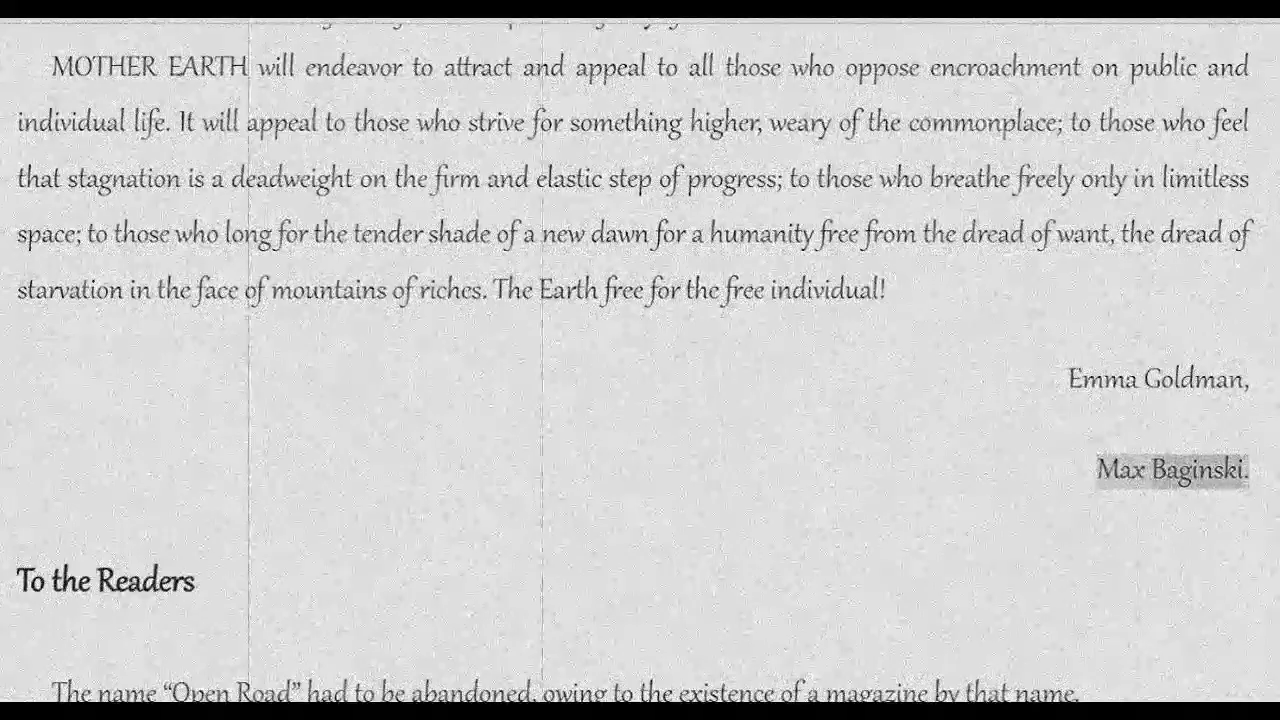 MOTHER EARTH will endeavor to attract and appeal to all those who oppose encroachment on public and
individual life. It will appeal to those who strive for something higher, weary of the commonplace; to those who feel
that stagnation is a deadweight on the firm and elastic step of progress; to those who breathe freely only in limitless
space; to those who long for the tender shade of a new dawn for a humanity free from the dread of want, the dread of
starvation in the face of mountains of riches. The Earth free for the free individual!
Emma Goldman,
Max Baginski.
To the Readers
The name “Open Road” had to be abandoned, owing to the existence of a magazine by that name.